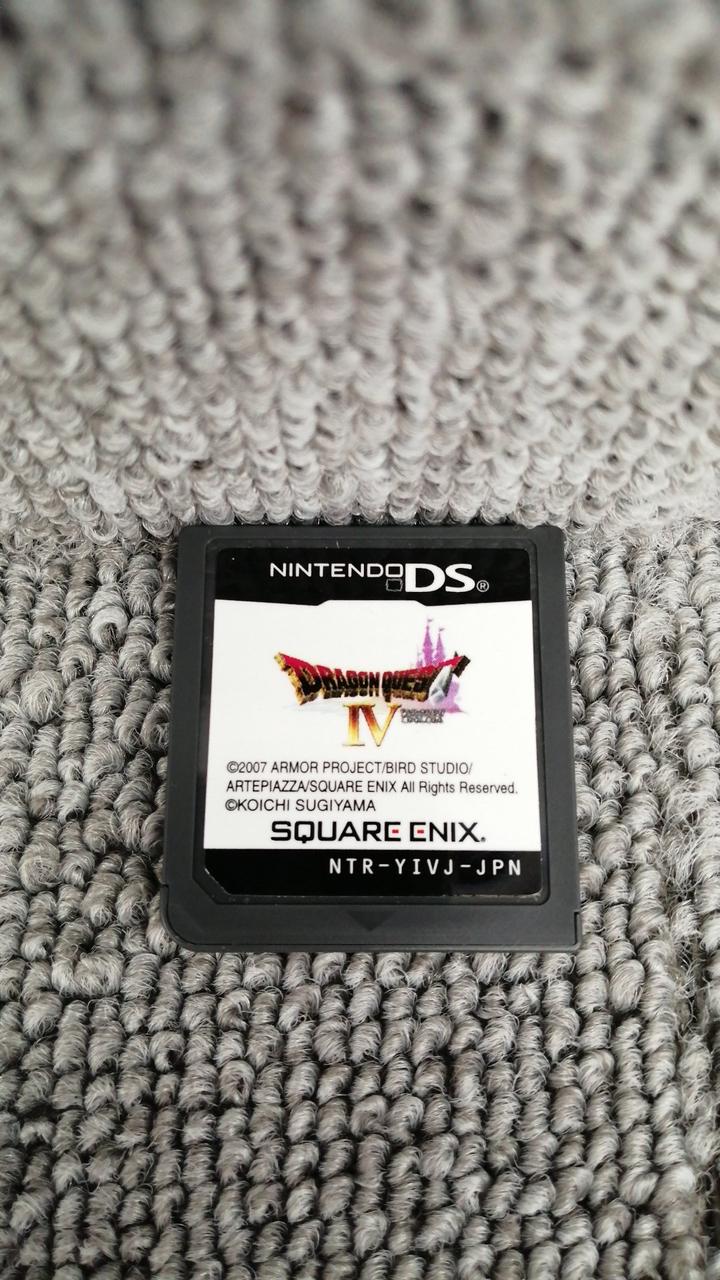 NINTENDO DS®
DRAGON QUEST
IV
©2007 ARMOR PROJECT/BIRD STUDIO/
ARTEPIAZZA/SQUARE ENIX All Rights Reserved.
©KOICHI SUGIYAMA
SQUARE ENIX.
NTR-YIVJ-JPN